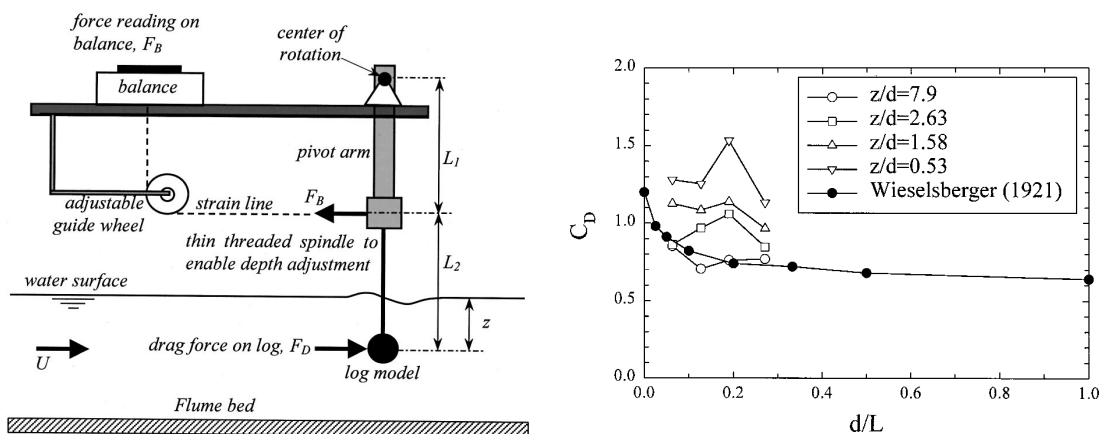 force reading on
balance, F_B
balance
center of
rotation
pivot arm
L_1
adjustable
guide wheel
strain line
F_B
thin threaded spindle to
enable depth adjustment
L_2
water surface
z
U
drag force on log, F_D
log model
Flume bed
2.0
1.5
1.0
0.5
0.0
C_D
z/d=7.9
z/d=2.63
z/d=1.58
z/d=0.53
Wieselsberger (1921)
0.0 0.2 0.4 0.6 0.8 1.0
d/L